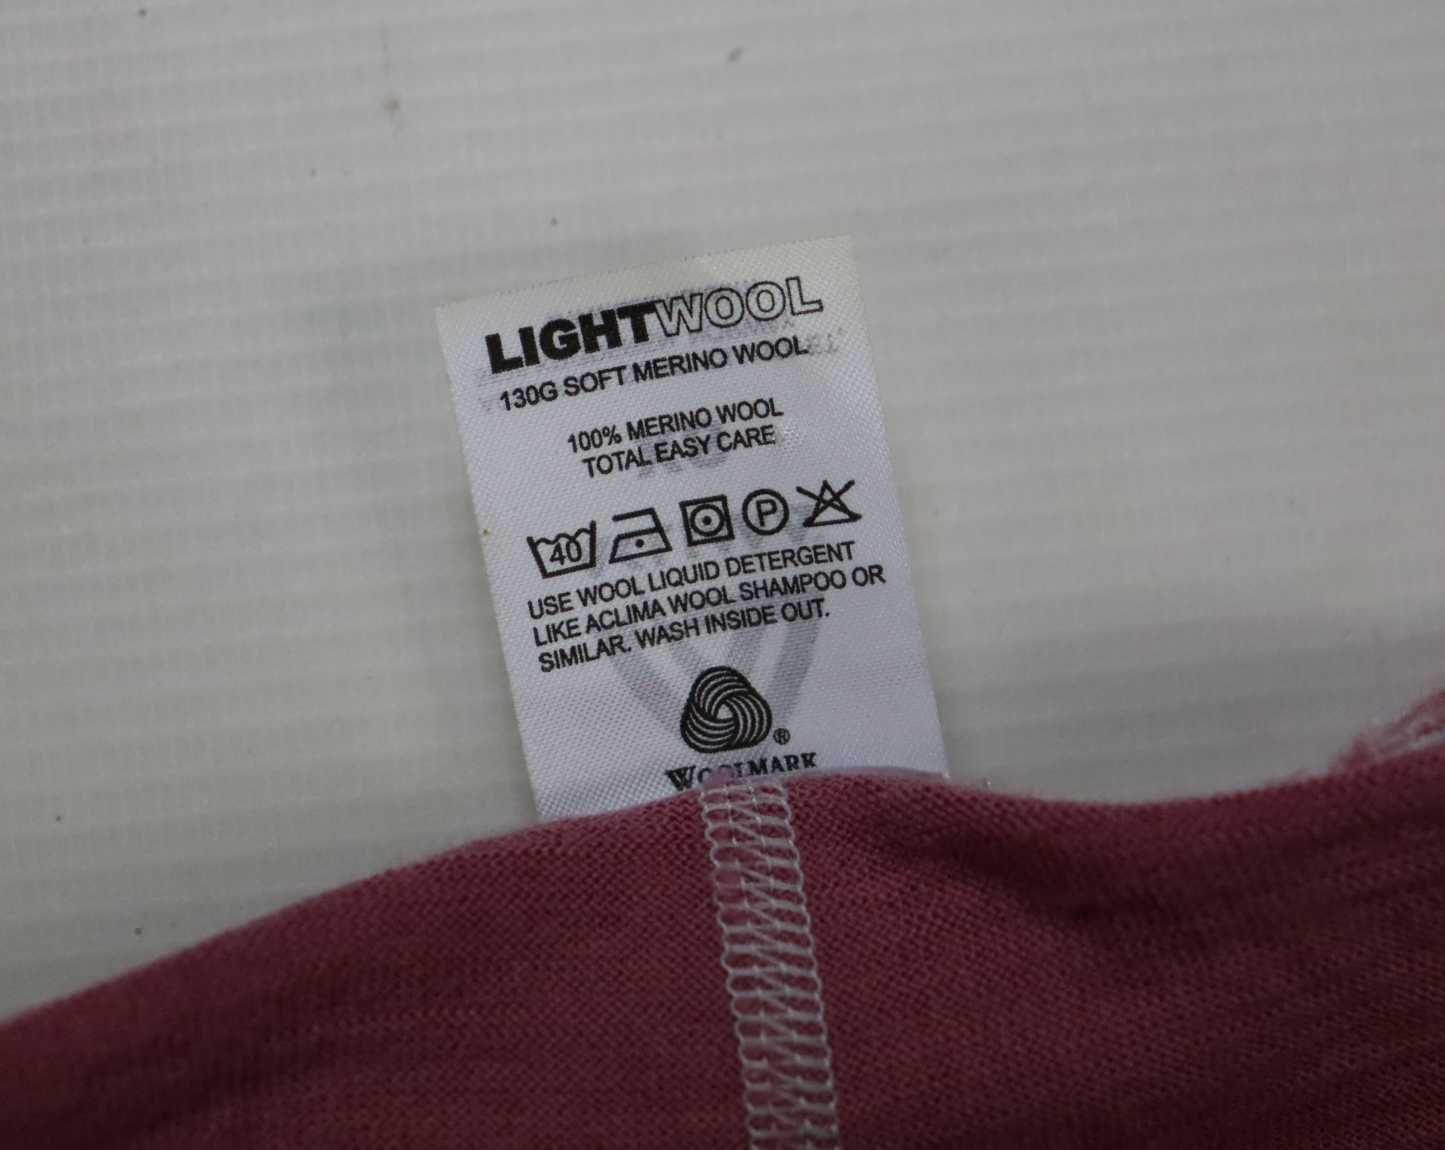 LIGHTWOOL
130G SOFT MERINO WOOL
100% MERINO WOOL
TOTAL EASY CARE
40 P
USE WOOL LIQUID DETERGENT
LIKE ACLIMA WOOL SHAMPOO OR
SIMILAR. WASH INSIDE OUT.
®
WOOLMARK